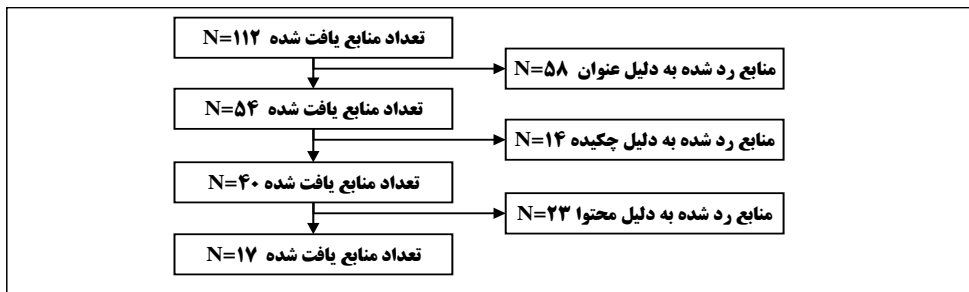 تعداد منابع یافت شده N=۱۱۲
منابع رد شده به دلیل عنوان N=۵۸
تعداد منابع یافت شده N=۵۴
منابع رد شده به دلیل چکیده N=۱۴
تعداد منابع یافت شده N=۴۰
منابع رد شده به دلیل محتوا N=۲۳
تعداد منابع یافت شده N=۱۷